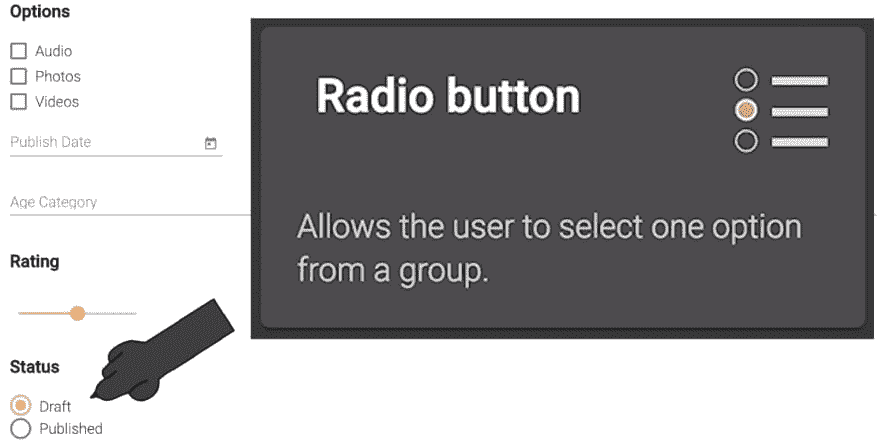 Options
Audio
Photos
Videos
Publish Date
Age Category
Rating
Status
Draft
Published
Radio button
Allows the user to select one option
from a group.